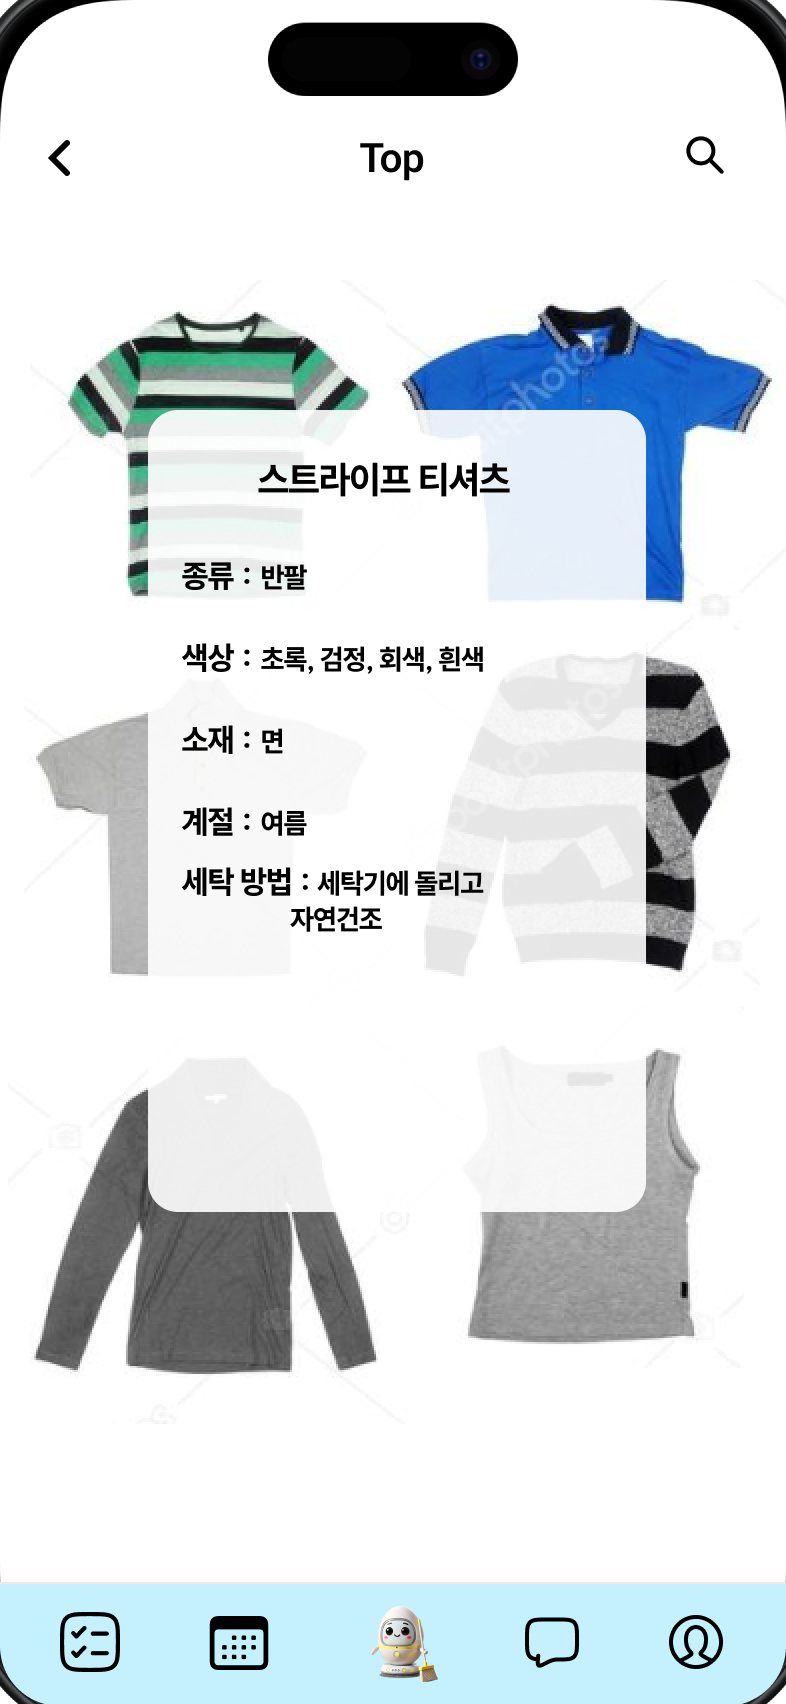 Top
스트라이프 티셔츠
종류 : 반팔
색상 : 초록, 검정, 회색, 흰색
소재 : 면
계절 : 여름
세탁 방법 : 세탁기에 돌리고
자연건조